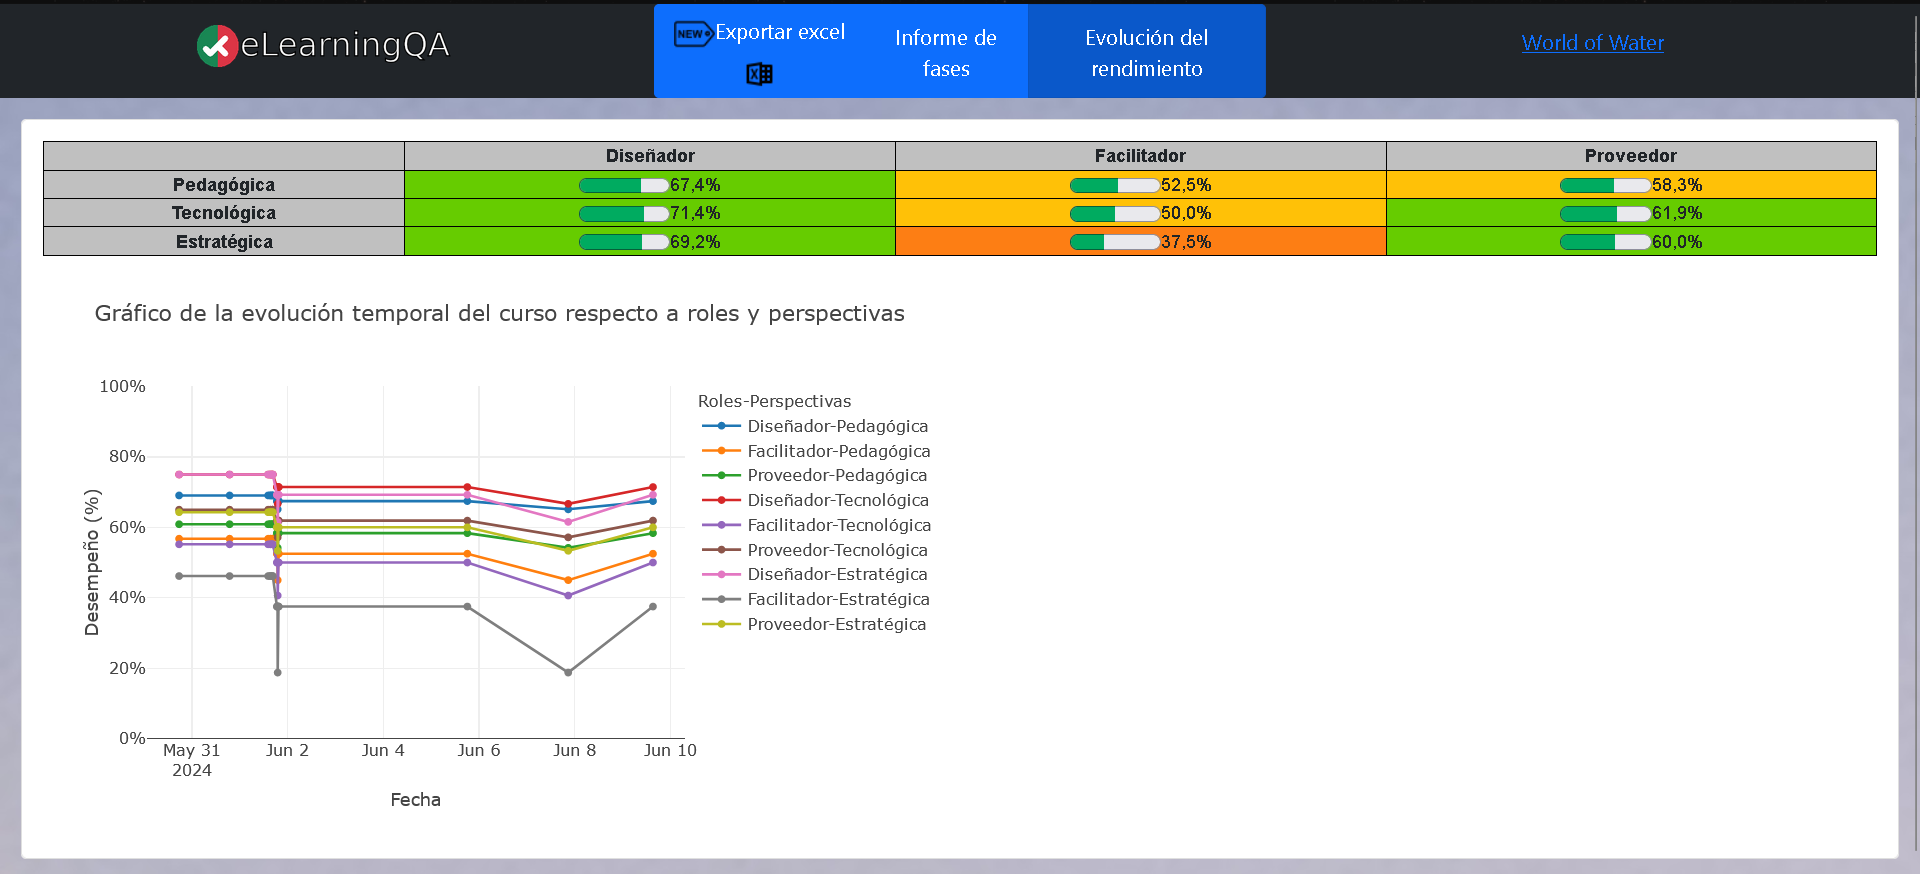 eLearningQA
NEW Exportar excel
Informe de
fases
Evolución del
rendimiento
World of Water
Diseñador Facilitador Proveedor
Pedagógica 67,4% 52,5% 58,3%
Tecnológica 71,4% 50,0% 61,9%
Estratégica 69,2% 37,5% 60,0%
Gráfico de la evolución temporal del curso respecto a roles y perspectivas
100%
80%
60%
40%
20%
0%
Desempeño (%)
May 31 Jun 2 Jun 4 Jun 6 Jun 8 Jun 10
2024
Fecha
Roles-Perspectivas
Diseñador-Pedagógica
Facilitador-Pedagógica
Proveedor-Pedagógica
Diseñador-Tecnológica
Facilitador-Tecnológica
Proveedor-Tecnológica
Diseñador-Estratégica
Facilitador-Estratégica
Proveedor-Estratégica